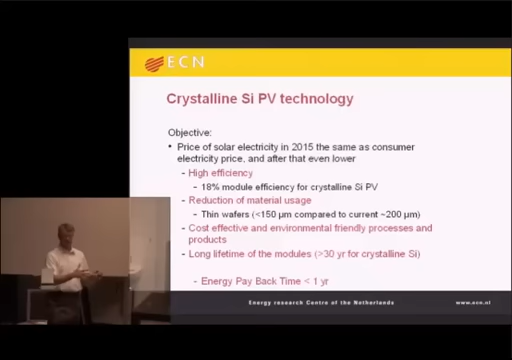 ECN
Crystalline Si PV technology
Objective:
• Price of solar electricity in 2015 the same as consumer
electricity price, and after that even lower
- High efficiency
- 18% module efficiency for crystalline Si PV
- Reduction of material usage
- Thin wafers (<150 µm compared to current ~200 µm)
- Cost effective and environmental friendly processes and
products
- Long lifetime of the modules (>30 yr for crystalline Si)
- Energy Pay Back Time < 1 yr
Energy research Centre of the Netherlands
www.ecn.nl